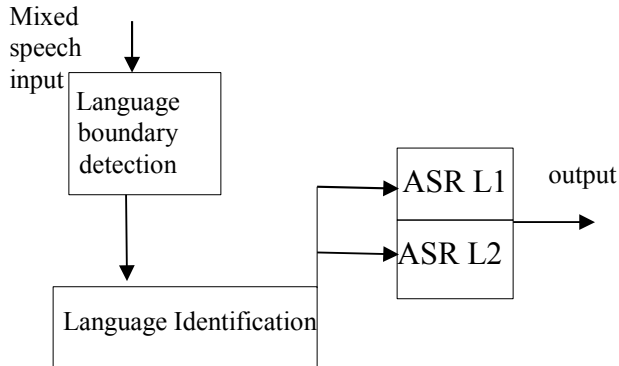 Mixed
speech
input
Language
boundary
detection
Language Identification
ASR L1
ASR L2
output